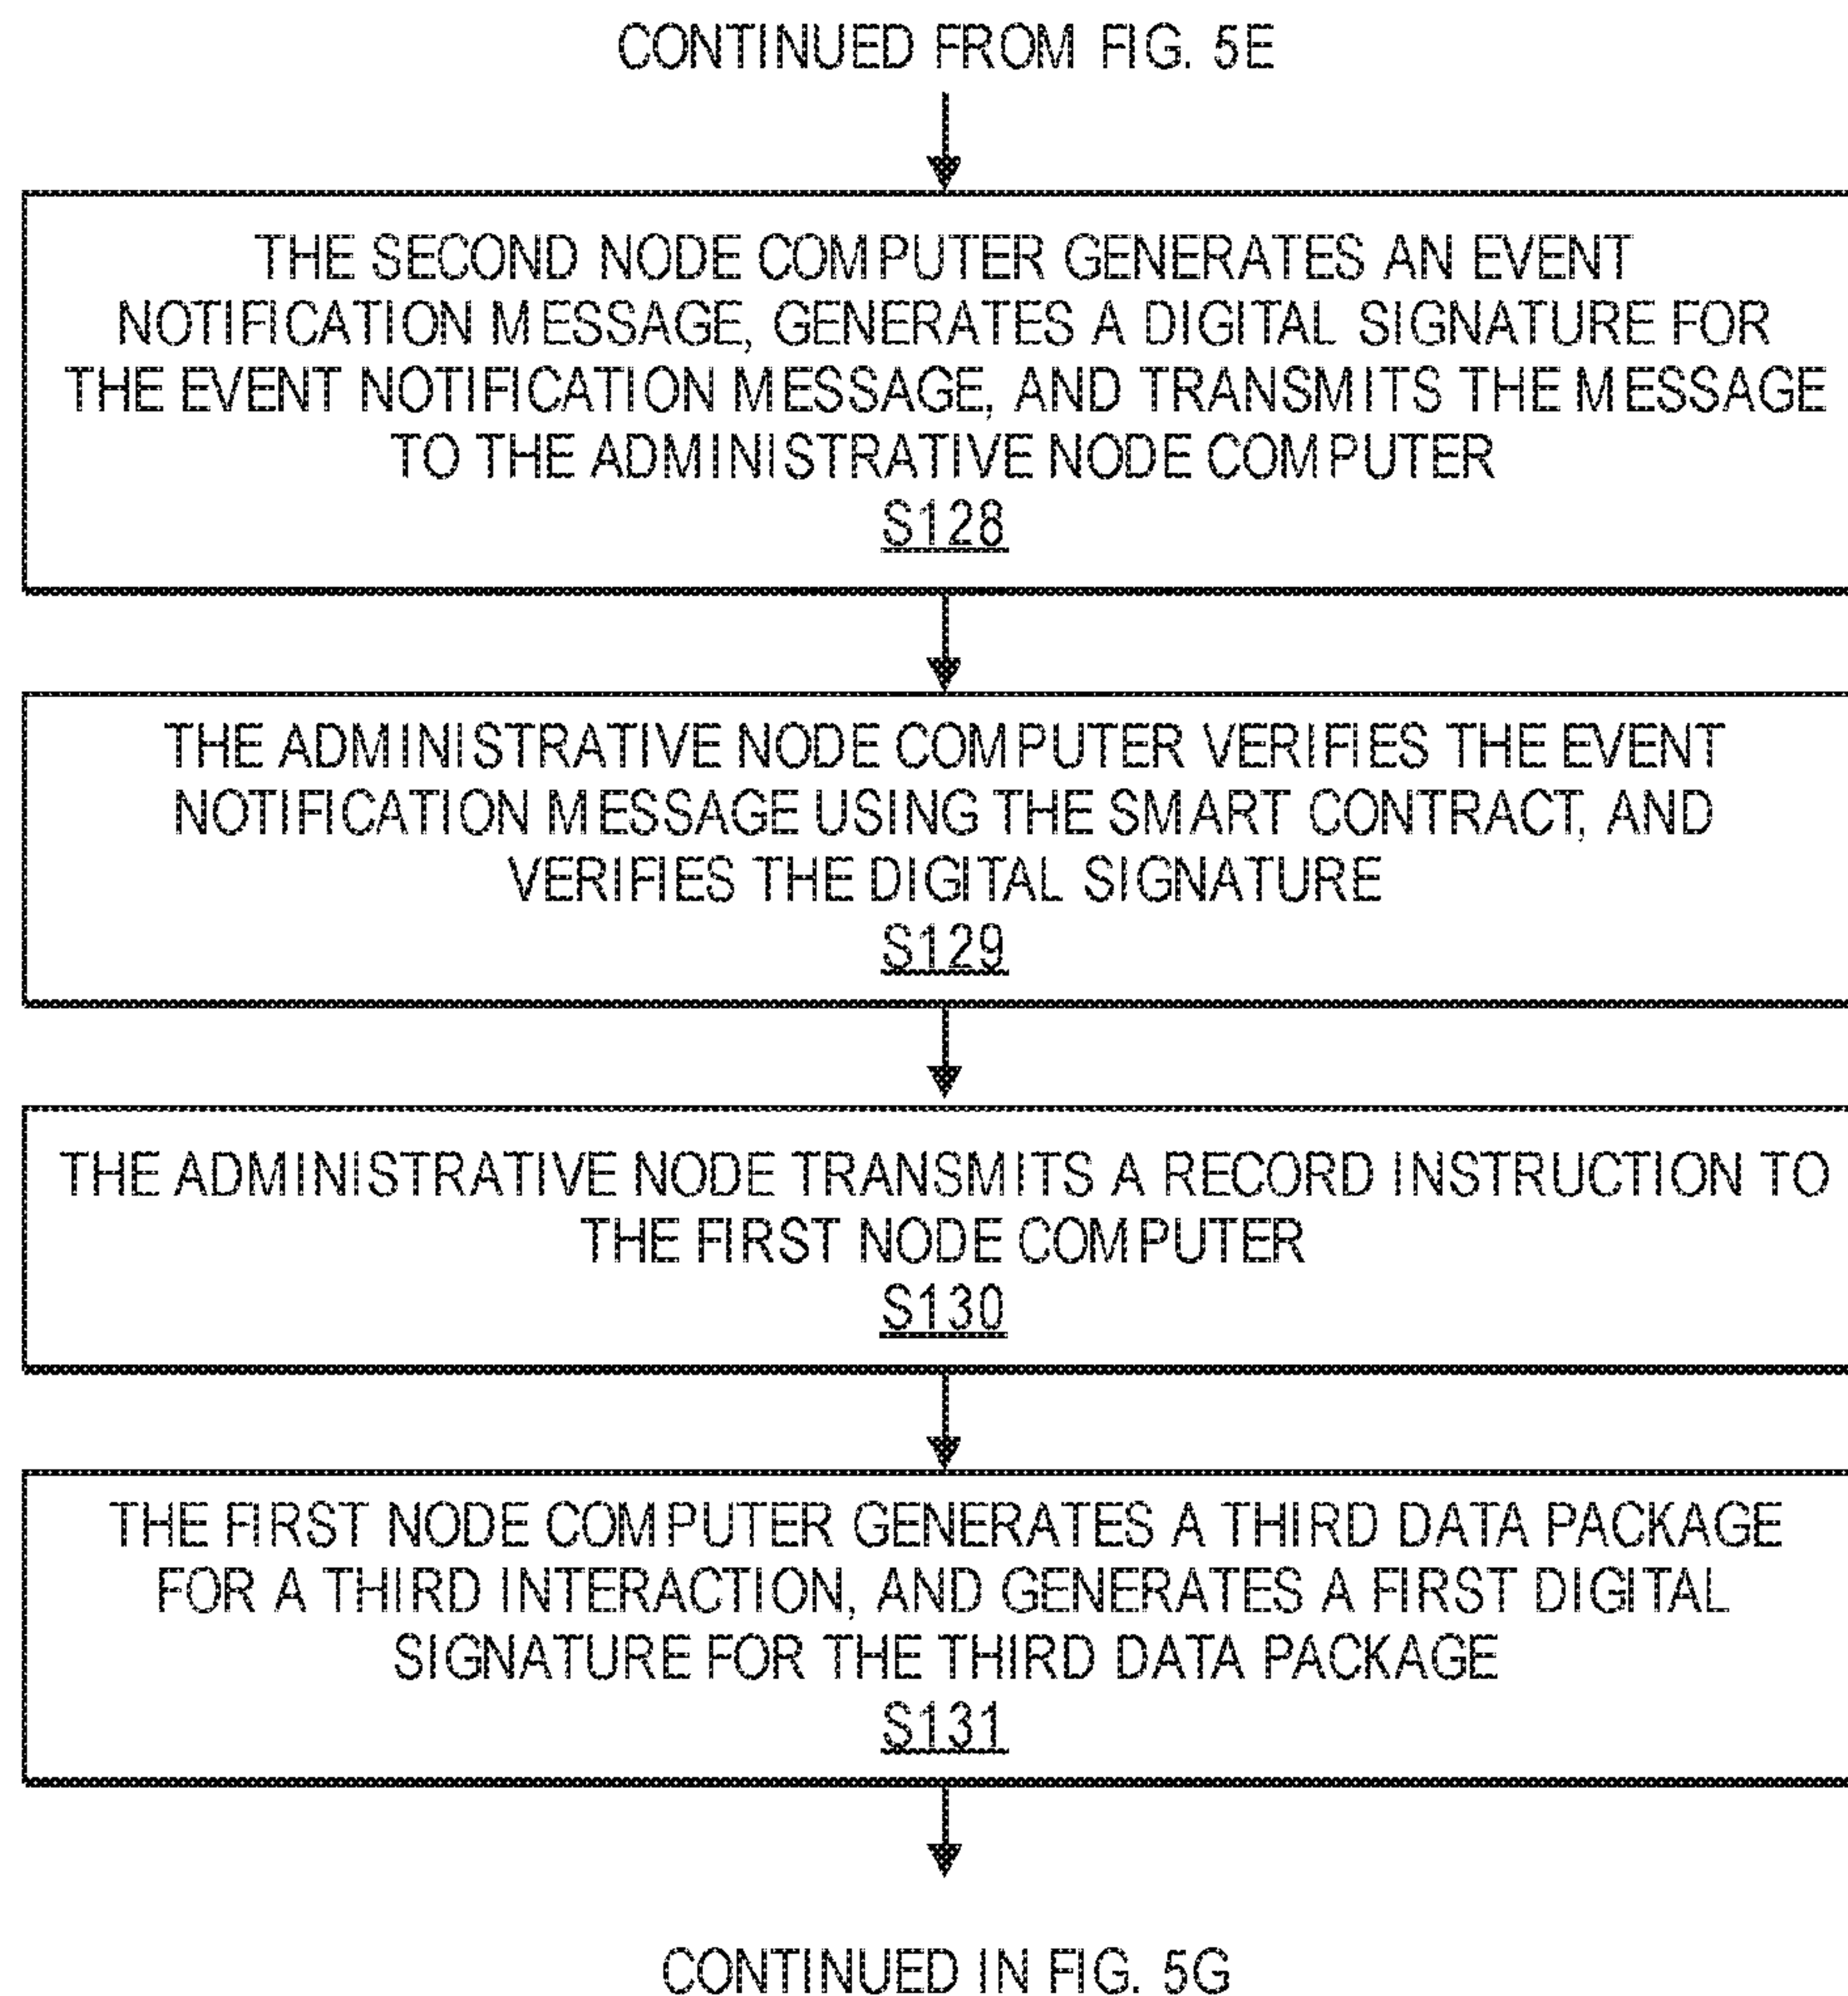 CONTINUED FROM FIG. 5E
THE SECOND NODE COMPUTER GENERATES AN EVENT
NOTIFICATION MESSAGE, GENERATES A DIGITAL SIGNATURE FOR
THE EVENT NOTIFICATION MESSAGE, AND TRANSMITS THE MESSAGE
TO THE ADMINISTRATIVE NODE COMPUTER
S128
THE ADMINISTRATIVE NODE COMPUTER VERIFIES THE EVENT
NOTIFICATION MESSAGE USING THE SMART CONTRACT, AND
VERIFIES THE DIGITAL SIGNATURE
S129
THE ADMINISTRATIVE NODE TRANSMITS A RECORD INSTRUCTION TO
THE FIRST NODE COMPUTER
S130
THE FIRST NODE COMPUTER GENERATES A THIRD DATA PACKAGE
FOR A THIRD INTERACTION, AND GENERATES A FIRST DIGITAL
SIGNATURE FOR THE THIRD DATA PACKAGE
S131
CONTINUED IN FIG. 5G